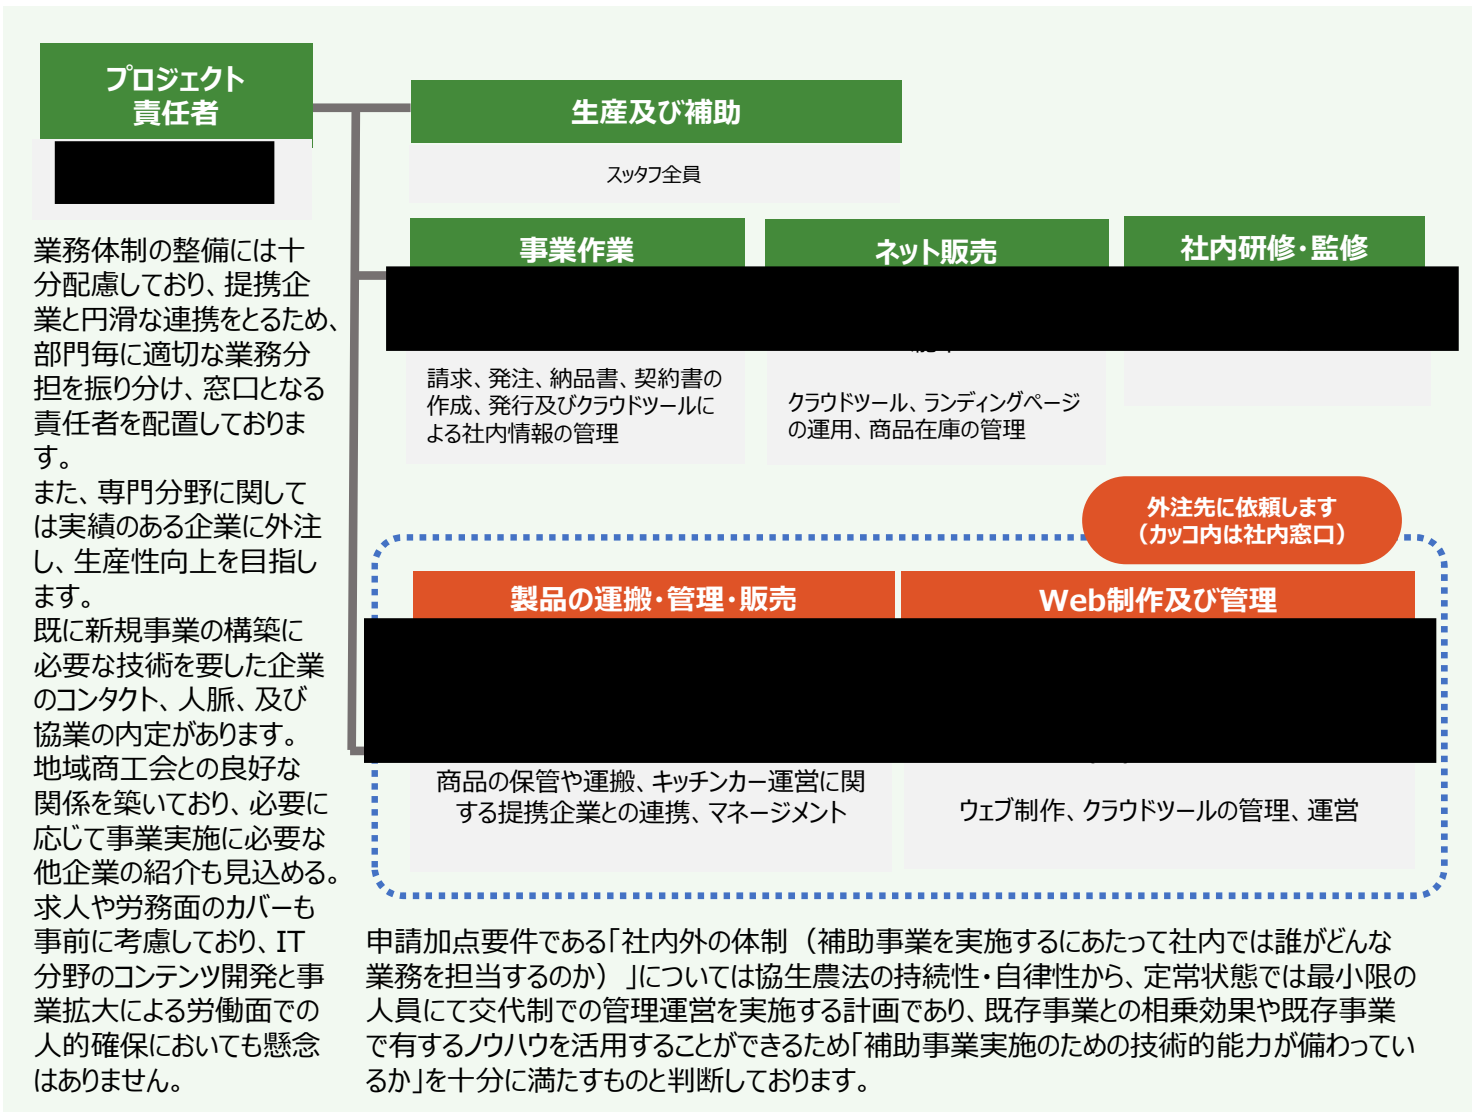 プロジェクト
責任者
生産及び補助
スッタフ全員
事業作業
ネット販売
社内研修・監修
請求、発注、納品書、契約書の
作成、発行及びクラウドツールに
よる社内情報の管理
クラウドツール、ランディングページ
の運用、商品在庫の管理
業務体制の整備には十
分配慮しており、提携企
業と円滑な連携をとるため、
部門毎に適切な業務分
担を振り分け、窓口となる
責任者を配置しておりま
す。
また、専門分野に関して
は実績のある企業に外注
し、生産性向上を目指し
ます。
既に新規事業の構築に
必要な技術を要した企業
のコンタクト、人脈、及び
協業の内定があります。
地域商工会との良好な
関係を築いており、必要に
応じて事業実施に必要な
他企業の紹介も見込める。
求人や労務面のカバーも
事前に考慮しており、IT
分野のコンテンツ開発と事
業拡大による労働面での
人的確保においても懸念
はありません。
外注先に依頼します
（カッコ内は社内窓口）
製品の運搬・管理・販売
Web制作及び管理
商品の保管や運搬、キッチンカー運営に関
する提携企業との連携、マネージメント
ウェブ制作、クラウドツールの管理、運営
申請加点要件である「社内外の体制（補助事業を実施するにあたって社内では誰がどんな
業務を担当するのか）」については協生農法の持続性・自律性から、定常状態では最小限の
人員にて交代制での管理運営を実施する計画であり、既存事業との相乗効果や既存事業
で有するノウハウを活用することができるため「補助事業実施のための技術的能力が備わってい
るか」を十分に満たすものと判断しております。